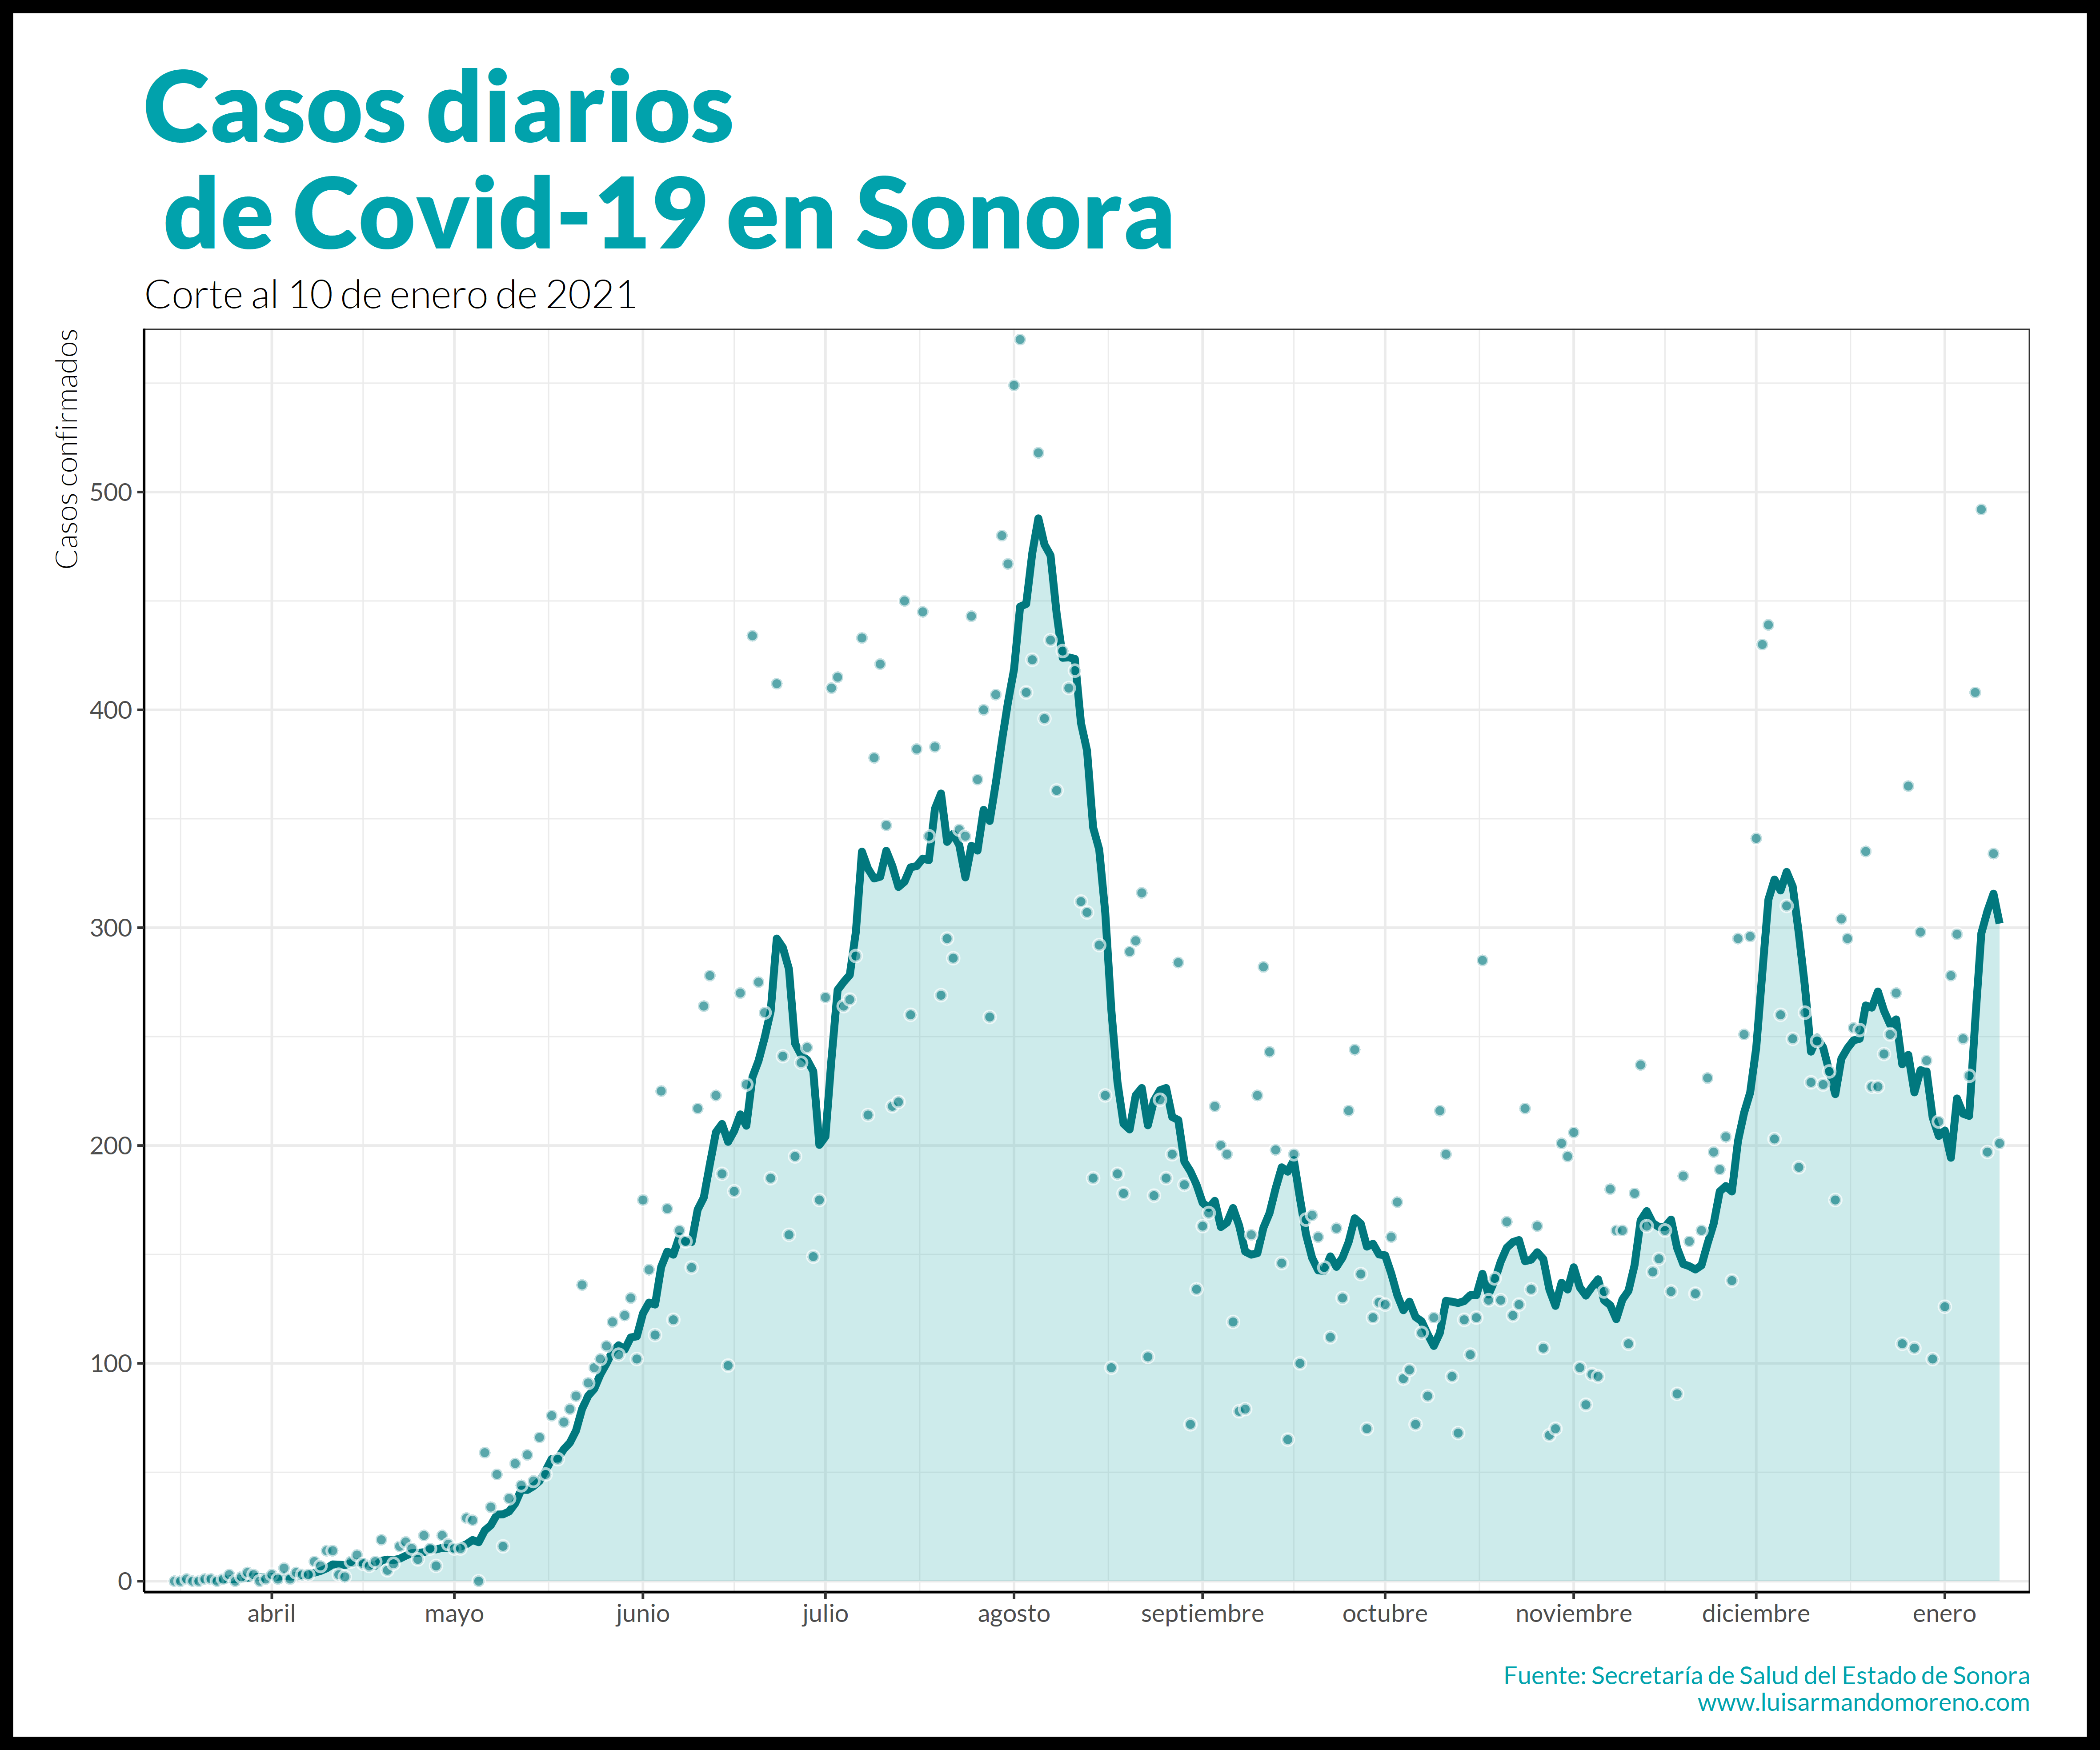 Casos diarios
de Covid-19 en Sonora
Corte al 10 de enero de 2021
Casos confirmados
500
400
300
200
100
0
abril
mayo
junio
julio
agosto
septiembre
octubre
noviembre
diciembre
enero
Fuente: Secretaría de Salud del Estado de Sonora
www.luisarmandomoreno.com